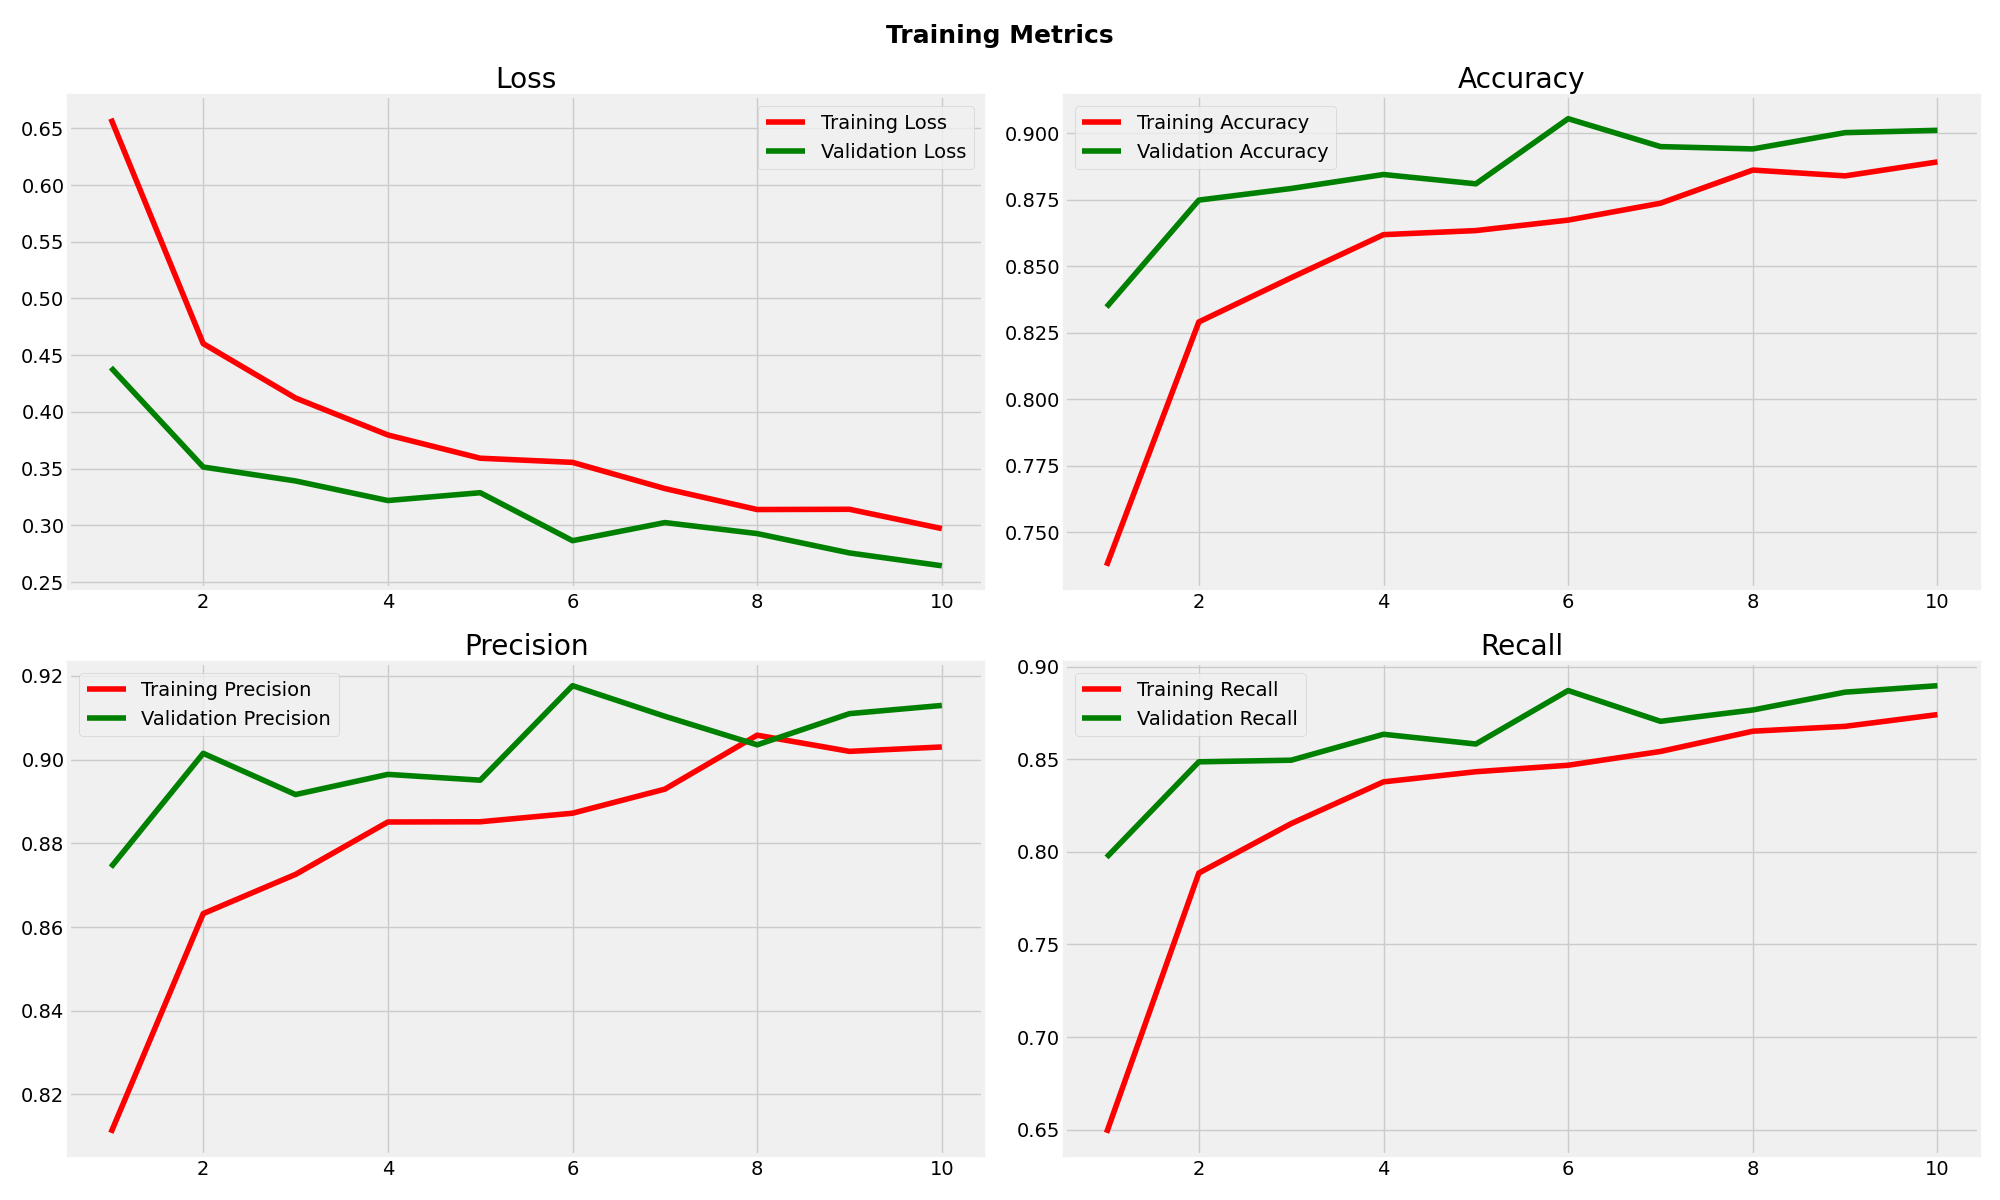 Training Metrics
Loss
0.65
0.60
0.55
0.50
0.45
0.40
0.35
0.30
0.25
Training Loss
Validation Loss
2 4 6 8 10
Accuracy
0.900
0.875
0.850
0.825
0.800
0.775
0.750
Training Accuracy
Validation Accuracy
2 4 6 8 10
Precision
0.92
0.90
0.88
0.86
0.84
0.82
Training Precision
Validation Precision
2 4 6 8 10
Recall
0.90
0.85
0.80
0.75
0.70
0.65
Training Recall
Validation Recall
2 4 6 8 10